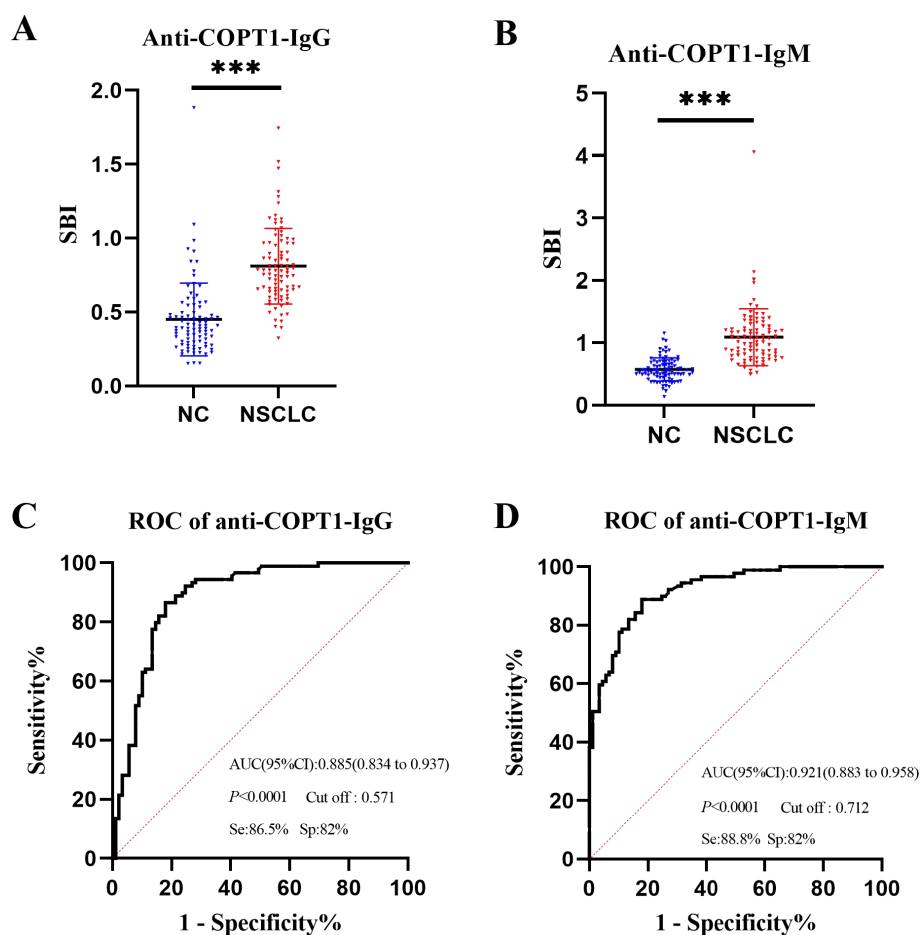 A
Anti-COPT1-IgG
***
2.0
1.5
1.0
0.5
0.0
SBI
NC NSCLC
B
Anti-COPT1-IgM
***
5
4
3
2
1
0
SBI
NC NSCLC
C
ROC of anti-COPT1-IgG
100
80
60
40
20
0
Sensitivity%
AUC(95%CI):0.885(0.834 to 0.937)
P<0.0001 Cut off : 0.571
Se:86.5% Sp:82%
0 20 40 60 80 100
1 - Specificity%
D
ROC of anti-COPT1-IgM
100
80
60
40
20
0
Sensitivity%
AUC(95%CI):0.921(0.883 to 0.958)
P<0.0001 Cut off : 0.712
Se:88.8% Sp:82%
0 20 40 60 80 100
1 - Specificity%